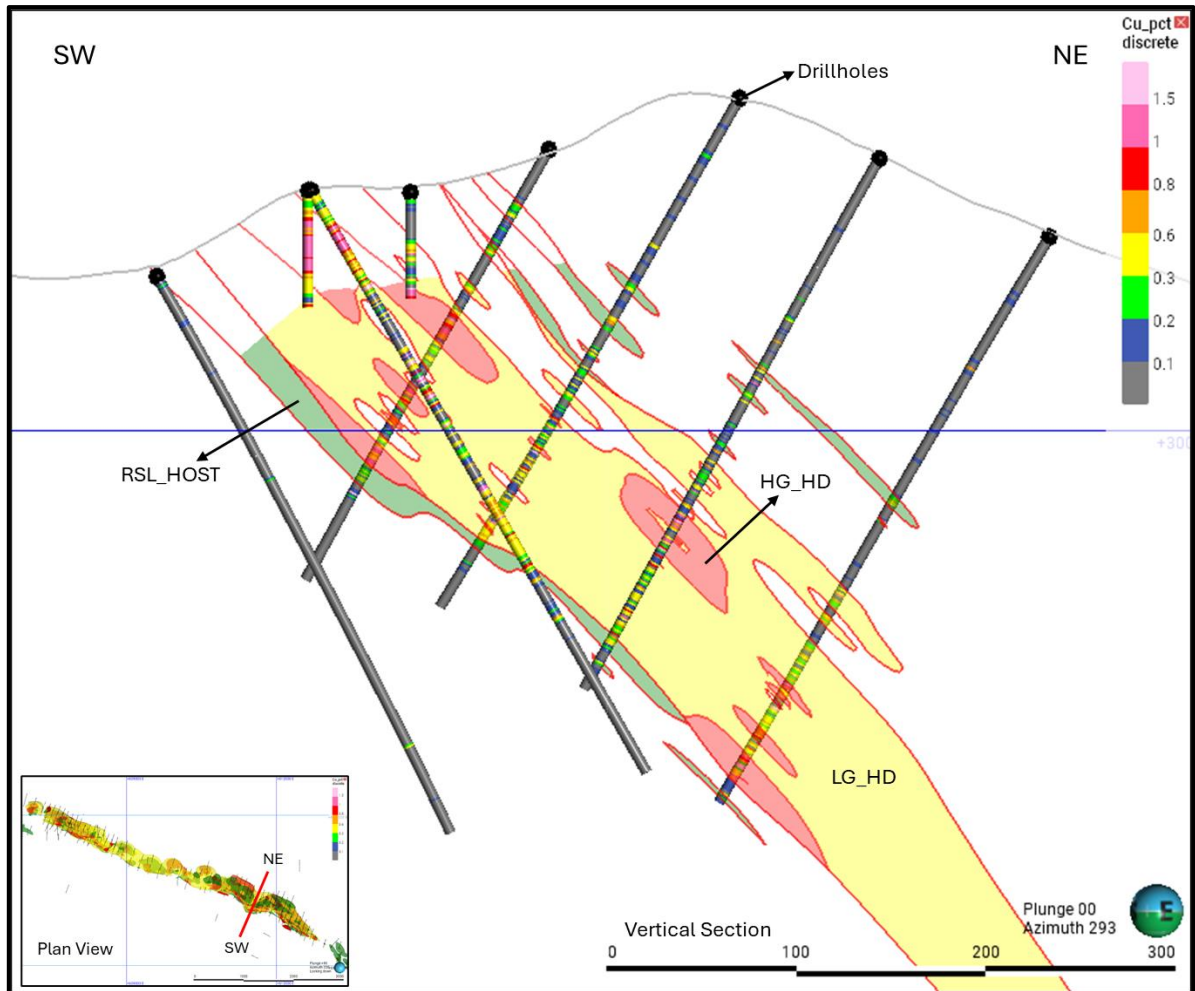 SW
NE
Cu_pct
discrete
1.5
1
0.8
0.6
0.3
0.2
0.1
Drillholes
+300
RSL_HOST
HG_HD
LG_HD
Plunge 00
Azimuth 293
E
Vertical Section
0
100
200
300
NE
SW
Plan View